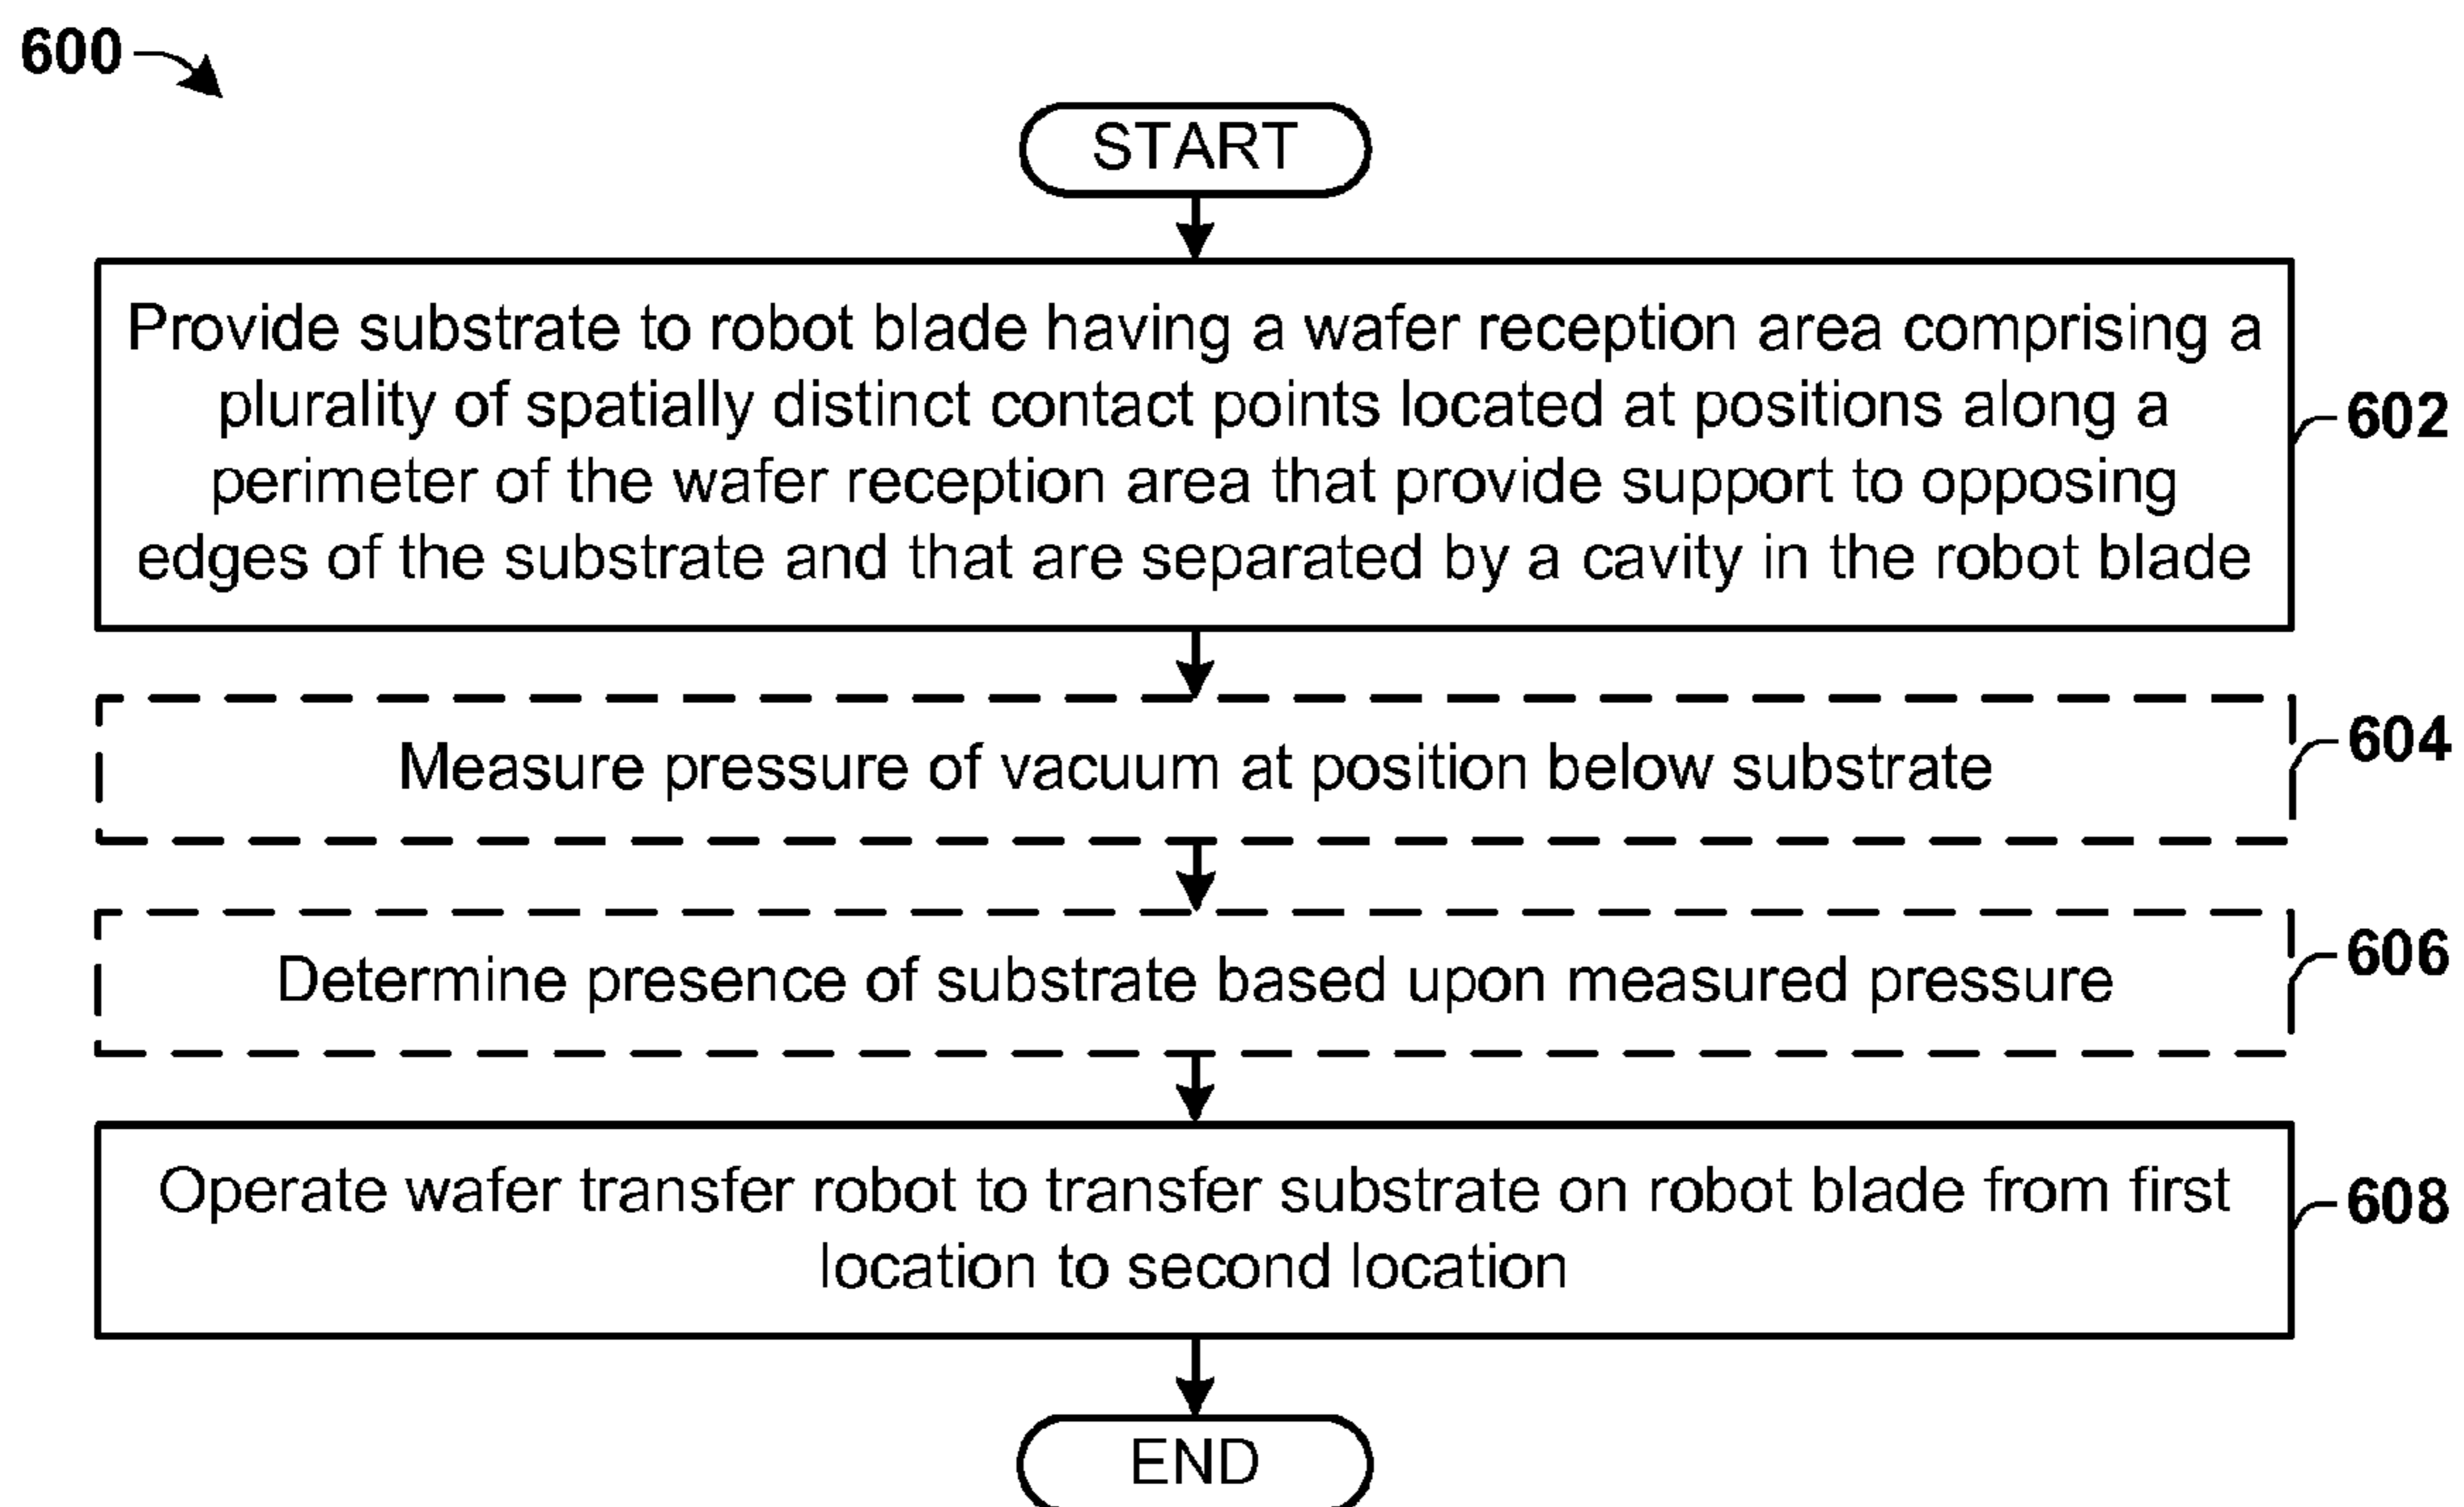 600
START
Provide substrate to robot blade having a wafer reception area comprising a
plurality of spatially distinct contact points located at positions along a
perimeter of the wafer reception area that provide support to opposing
edges of the substrate and that are separated by a cavity in the robot blade
602
Measure pressure of vacuum at position below substrate
604
Determine presence of substrate based upon measured pressure
606
Operate wafer transfer robot to transfer substrate on robot blade from first
location to second location
608
END